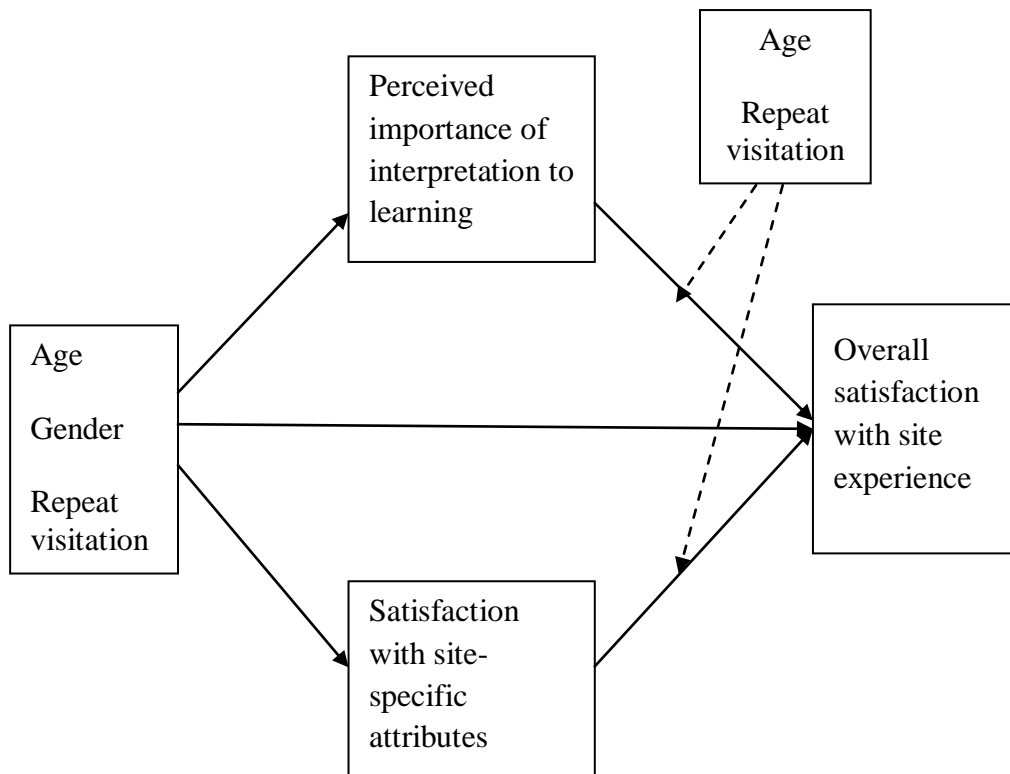 Age
Repeat
visitation
Perceived
importance of
interpretation to
learning
Age
Gender
Repeat
visitation
Overall
satisfaction
with site
experience
Satisfaction
with site-
specific
attributes